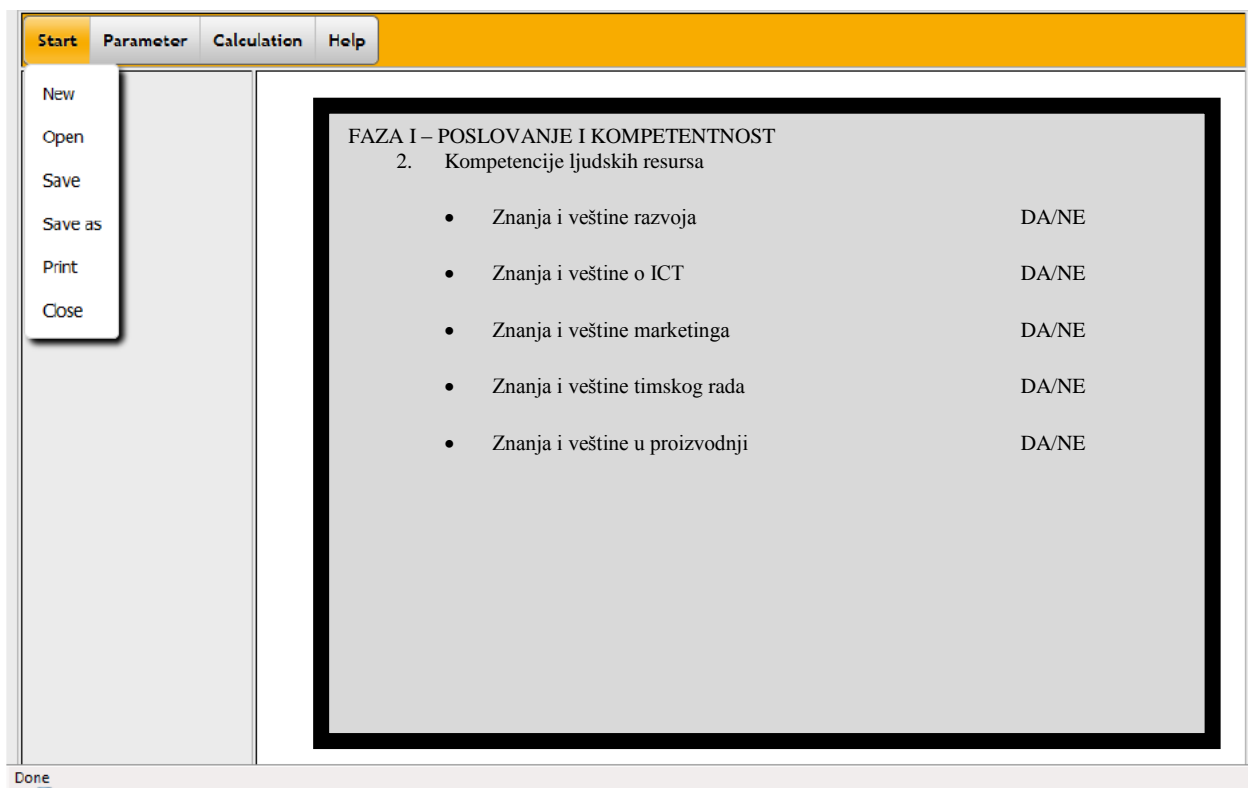 Start Parameter Calculation Help
New
Open
Save
Save as
Print
Close
FAZA I – POSLOVANJE I KOMPETENTNOST
2. Kompetencije ljudskih resursa
• Znanja i veštine razvoja DA/NE
• Znanja i veštine o ICT DA/NE
• Znanja i veštine marketinga DA/NE
• Znanja i veštine timskog rada DA/NE
• Znanja i veštine u proizvodnji DA/NE
Done